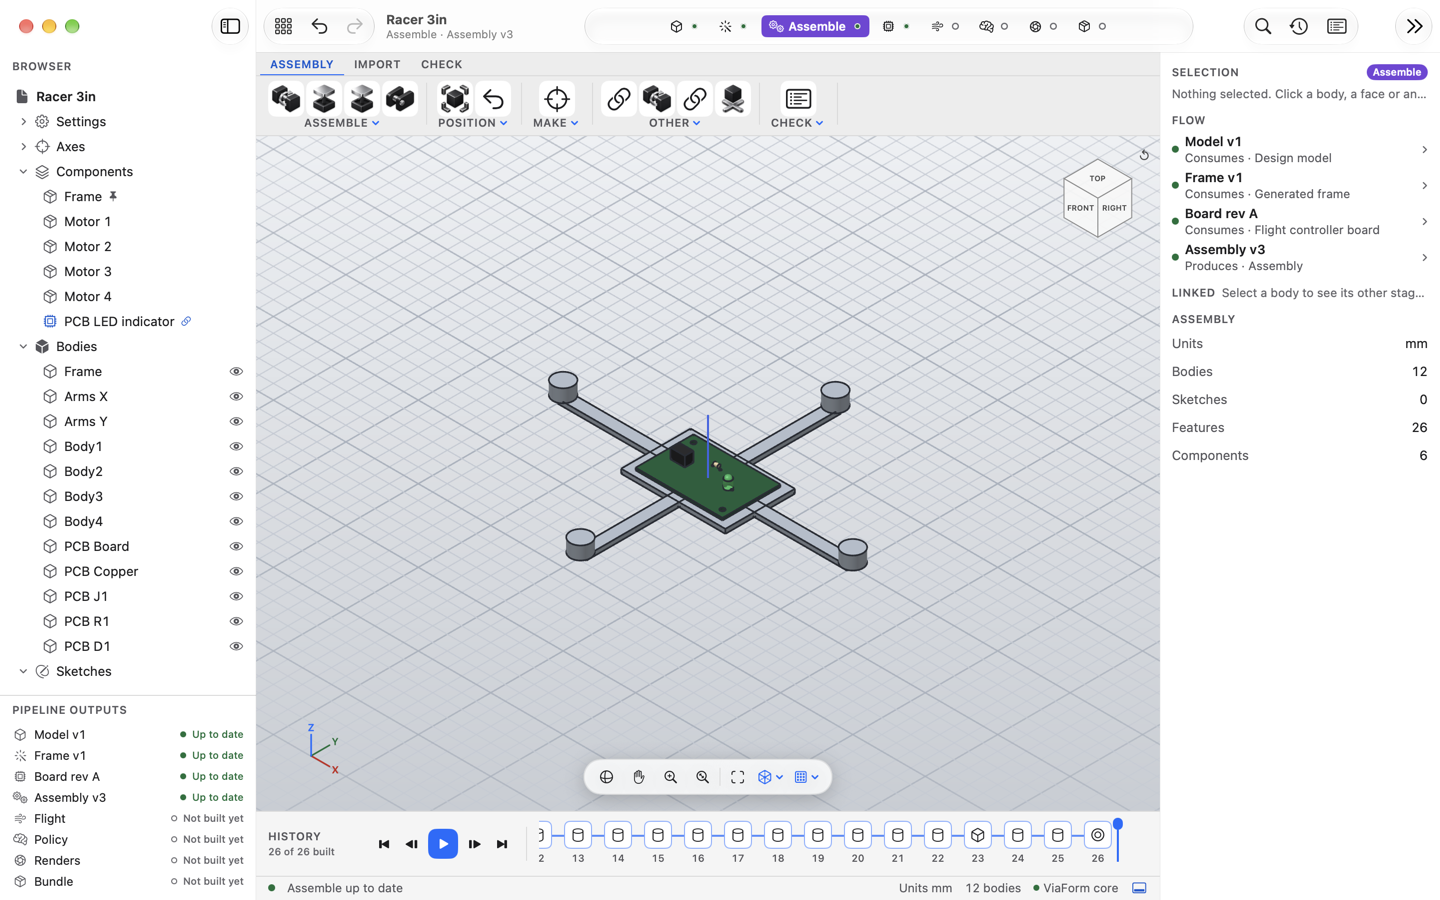 Racer 3in
Assemble · Assembly v3
Assemble
ASSEMBLY
IMPORT
CHECK
ASSEMBLE
POSITION
MAKE
OTHER
CHECK
BROWSER
Racer 3in
Settings
Axes
Components
Frame
Motor 1
Motor 2
Motor 3
Motor 4
PCB LED indicator
Bodies
Frame
Arms X
Arms Y
Body1
Body2
Body3
Body4
PCB Board
PCB Copper
PCB J1
PCB R1
PCB D1
Sketches
PIPELINE OUTPUTS
Model v1 Up to date
Frame v1 Up to date
Board rev A Up to date
Assembly v3 Up to date
Flight Not built yet
Policy Not built yet
Renders Not built yet
Bundle Not built yet
TOP
FRONT
RIGHT
Z
Y
X
HISTORY
26 of 26 built
2 13 14 15 16 17 18 19 20 21 22 23 24 25 26
Assemble up to date
Units mm 12 bodies ViaForm core
SELECTION Assemble
Nothing selected. Click a body, a face or an...
FLOW
Model v1
Consumes · Design model
Frame v1
Consumes · Generated frame
Board rev A
Consumes · Flight controller board
Assembly v3
Produces · Assembly
LINKED Select a body to see its other stag...
ASSEMBLY
Units mm
Bodies 12
Sketches 0
Features 26
Components 6